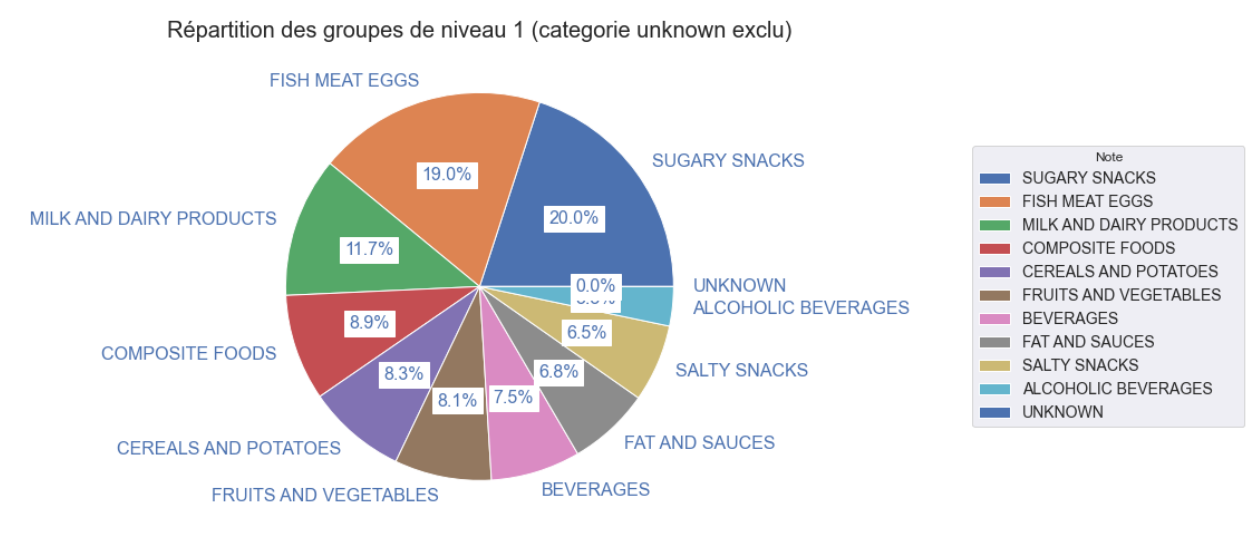 Répartition des groupes de niveau 1 (categorie unknown exclu)
FISH MEAT EGGS
SUGARY SNACKS
19.0%
20.0%
MILK AND DAIRY PRODUCTS
11.7%
UNKNOWN
0.0%
ALCOHOLIC BEVERAGES
8.9%
6.5%
COMPOSITE FOODS
8.3%
6.8%
SALTY SNACKS
8.1%
7.5%
CEREALS AND POTATOES
FAT AND SAUCES
FRUITS AND VEGETABLES
BEVERAGES
Note
SUGARY SNACKS
FISH MEAT EGGS
MILK AND DAIRY PRODUCTS
COMPOSITE FOODS
CEREALS AND POTATOES
FRUITS AND VEGETABLES
BEVERAGES
FAT AND SAUCES
SALTY SNACKS
ALCOHOLIC BEVERAGES
UNKNOWN